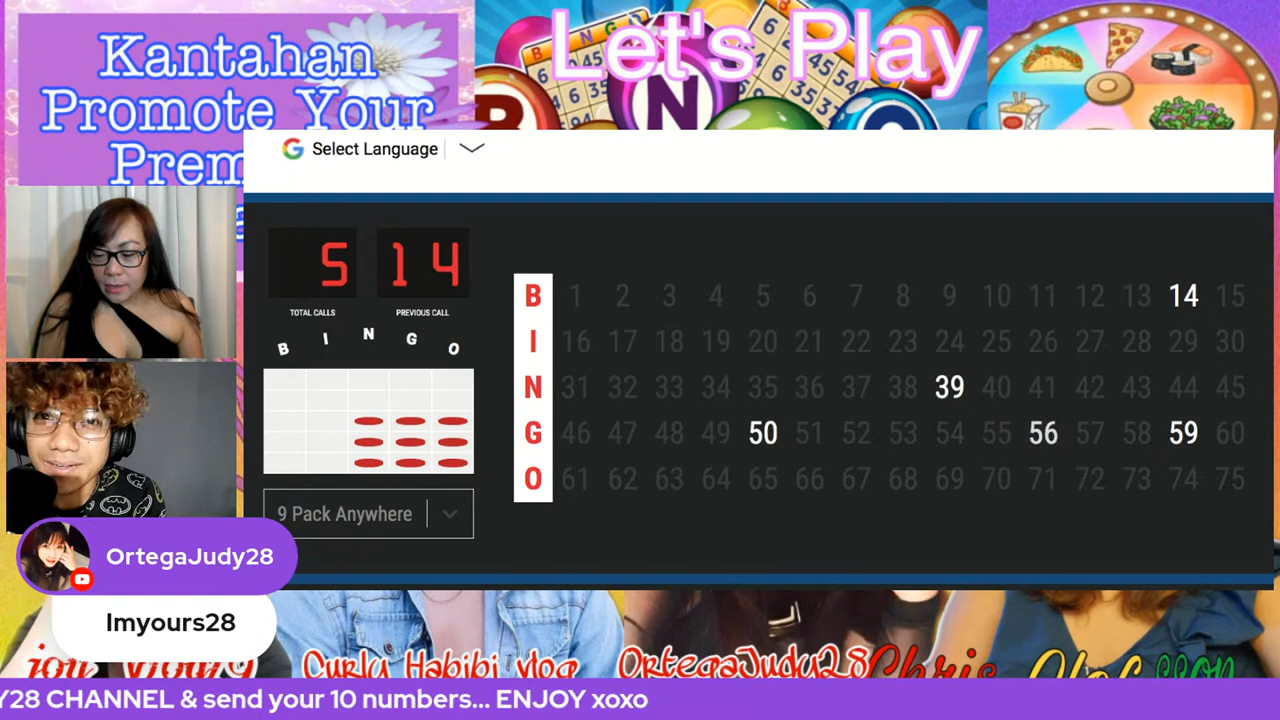 Kantahan
Promote Your
Prem
Let's Play
B I N G O
N
Select Language
5 14
TOTAL CALLS PREVIOUS CALL
B I N G O
9 Pack Anywhere
B 1 2 3 4 5 6 7 8 9 10 11 12 13 14 15
I 16 17 18 19 20 21 22 23 24 25 26 27 28 29 30
N 31 32 33 34 35 36 37 38 39 40 41 42 43 44 45
G 46 47 48 49 50 51 52 53 54 55 56 57 58 59 60
O 61 62 63 64 65 66 67 68 69 70 71 72 73 74 75
OrtegaJudy28
Imyours28
Curly Habibi vlog
OrtegaJudy28
Chris
Y28 CHANNEL & send your 10 numbers... ENJOY xoxo